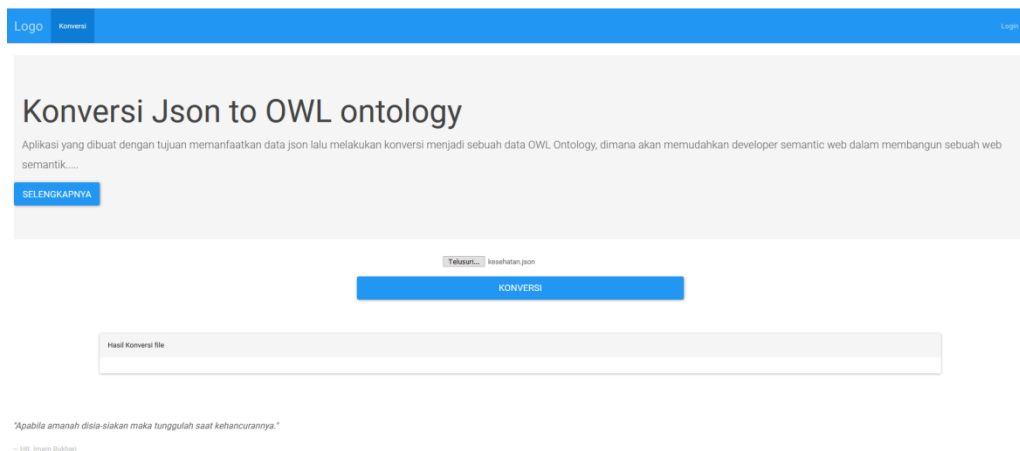 Logo Konversi Login
Konversi Json to OWL ontology
Aplikasi yang dibuat dengan tujuan memanfaatkan data json lalu melakukan konversi menjadi sebuah data OWL Ontology, dimana akan memudahkan developer semantic web dalam membangun sebuah web
semantik.....
SELENGKAPNYA
Telusuri... kesehatan.json
KONVERSI
Hasil Konversi file
"Apabila amanah disia-siakan maka tunggulah saat kehancurannya."
— HR. Imam Bukhari